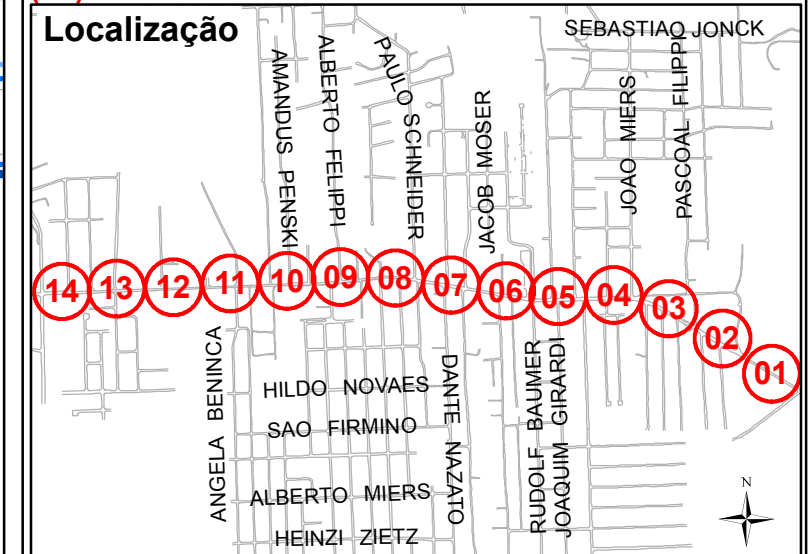 Localização
SEBASTIAO JONCK
AMANDUS PENSKI
ALBERTO FELIPPI
PAULO SCHNEIDER
JACOB MOSER
JOAO MIERS
PASCOAL FILIPPI
14
13
12
11
10
09
08
07
06
05
04
03
02
01
ANGELA BENINCA
HILDO NOVAES
SAO FIRMINO
ALBERTO MIERS
HEINZI ZIETZ
DANTE NAZATO
RUDOLF BAUMER
JOAQUIM GIRARDI
N